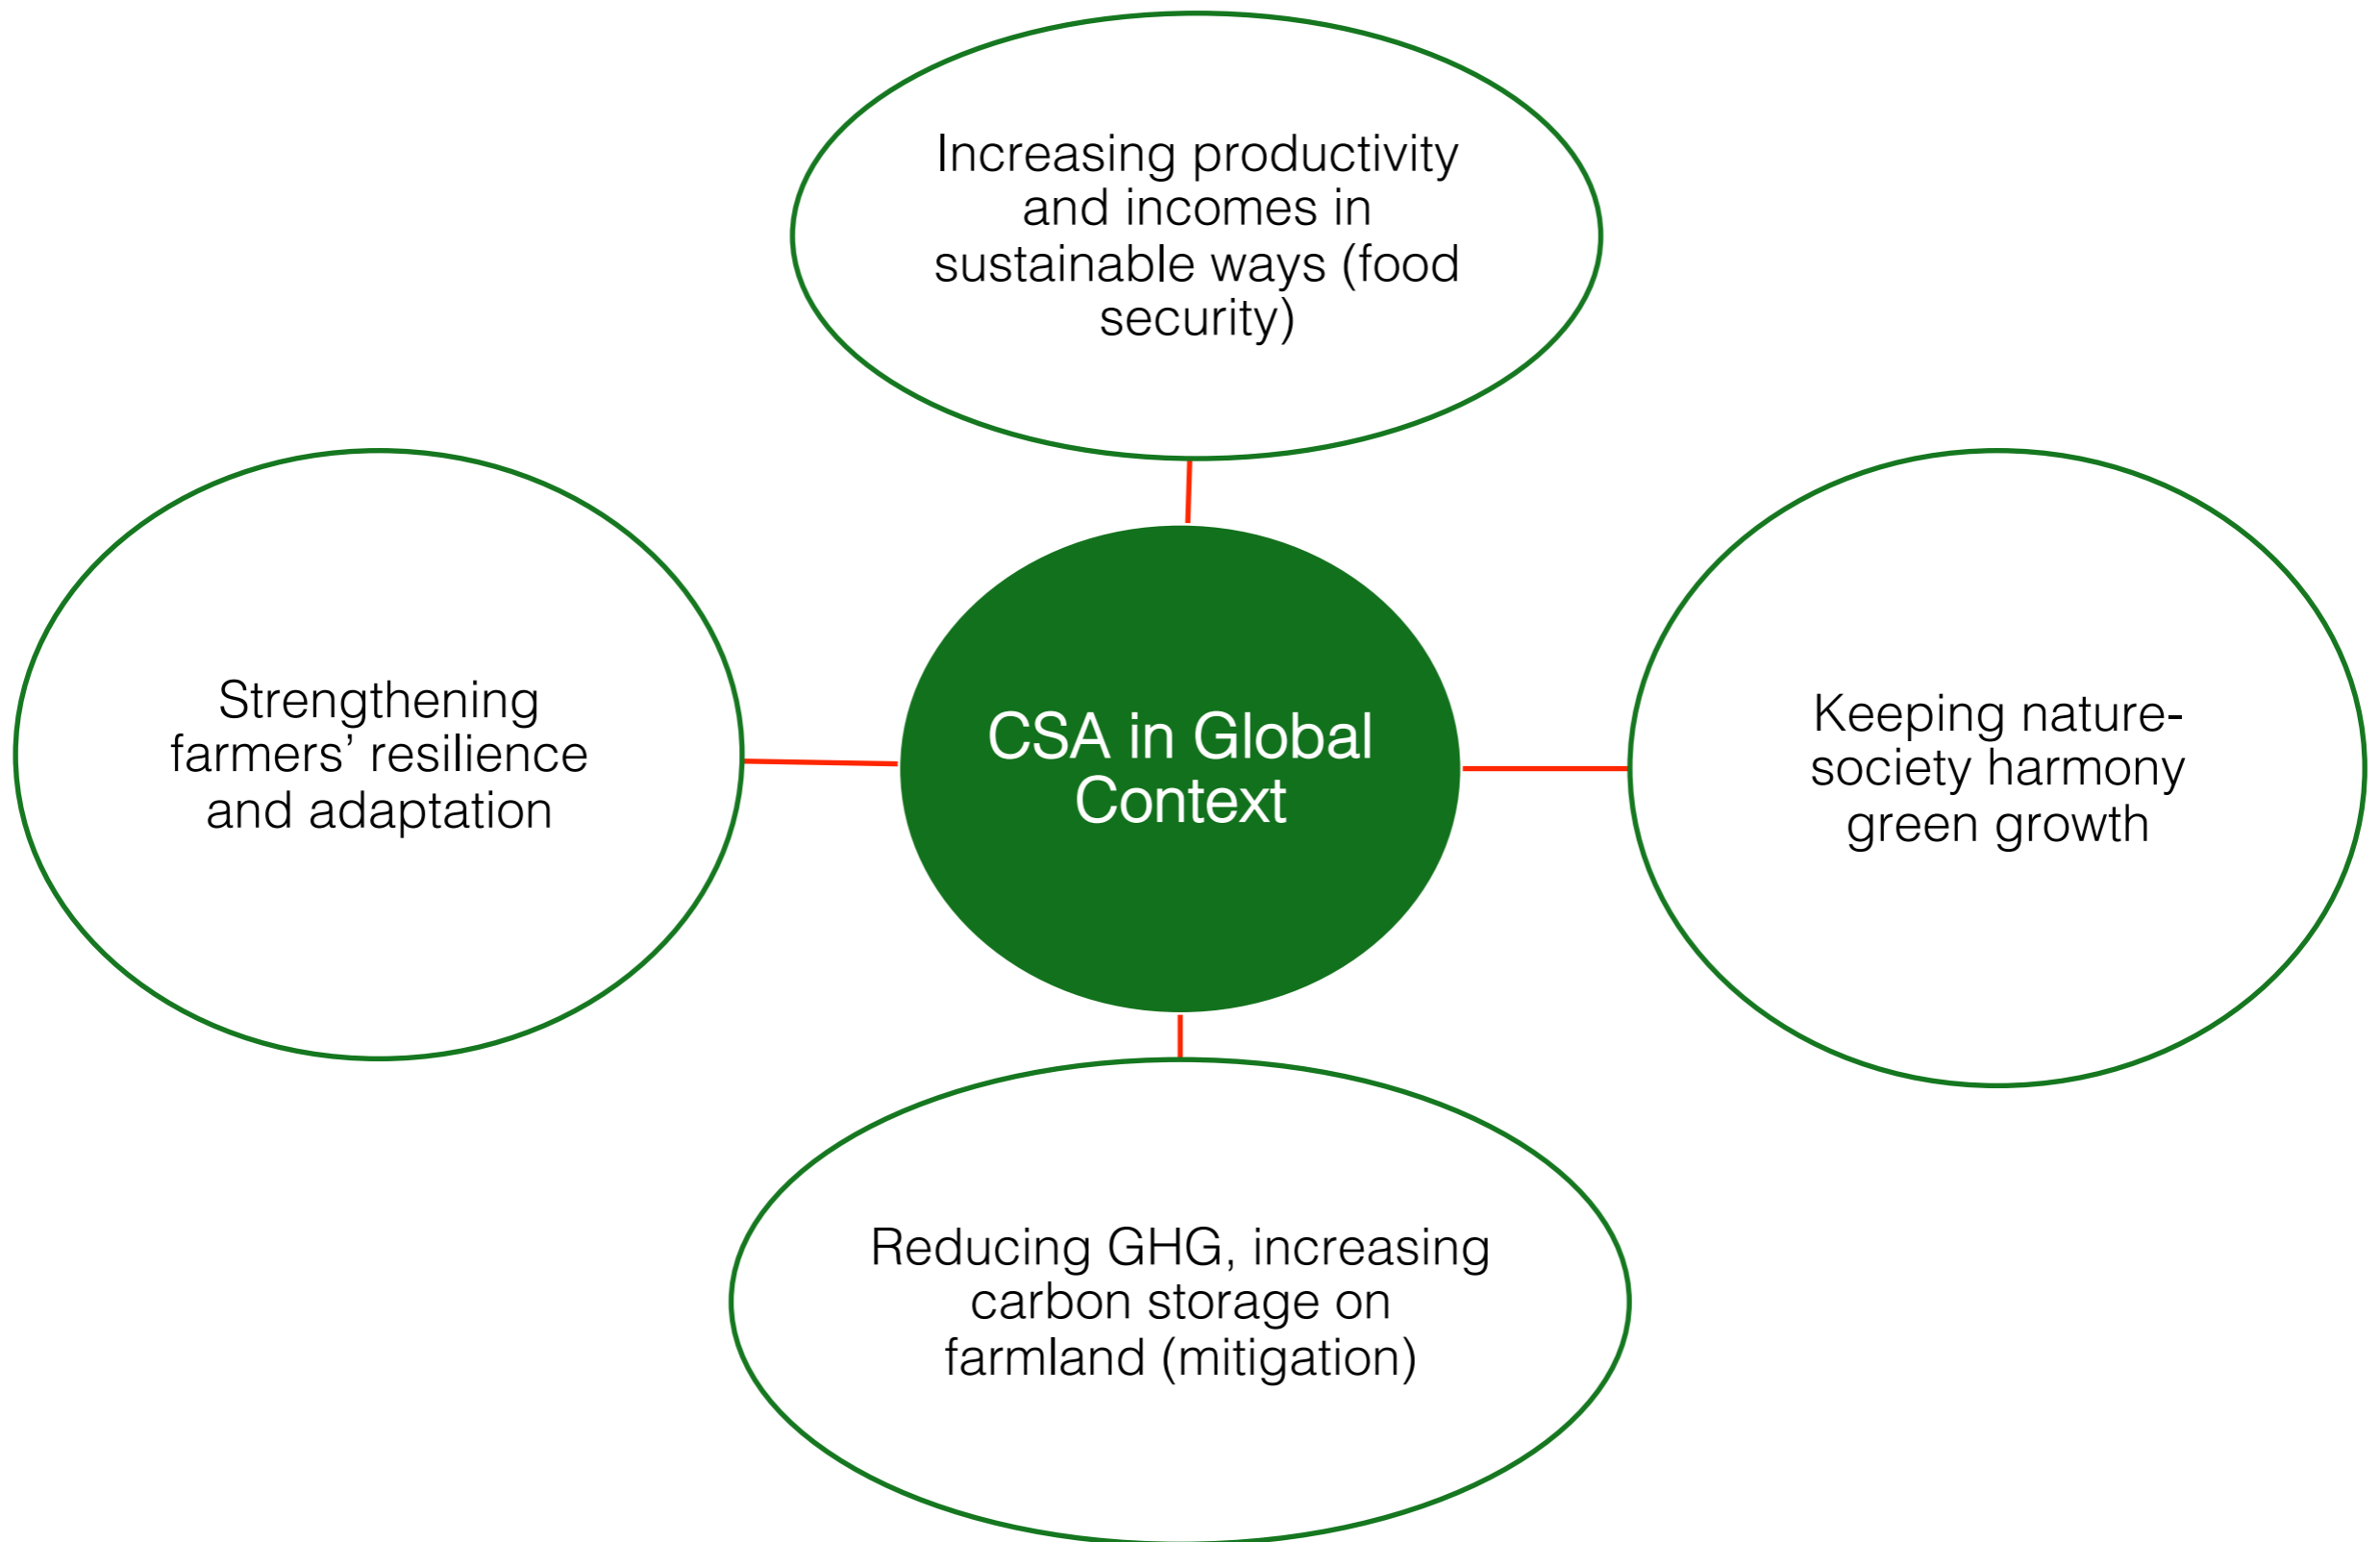 Increasing productivity
and incomes in
sustainable ways (food
security)
Strengthening
farmers’ resilience
and adaptation
CSA in Global
Context
Keeping nature-
society harmony
green growth
Reducing GHG, increasing
carbon storage on
farmland (mitigation)